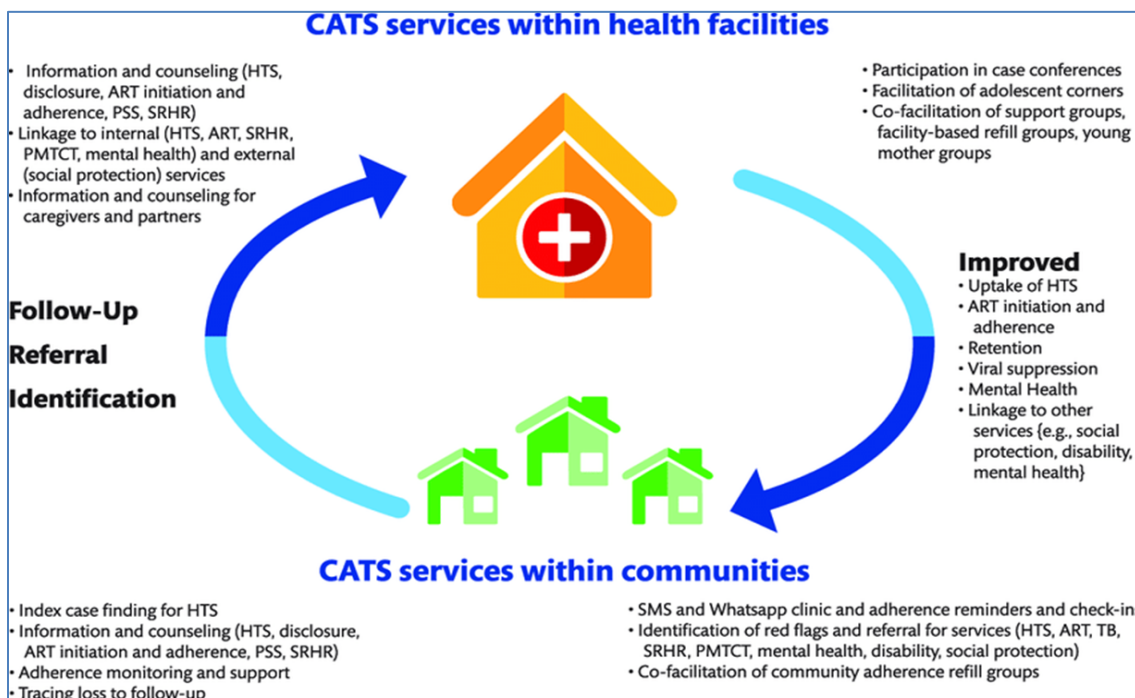 CATS services within health facilities
• Information and counseling (HTS,
disclosure, ART initiation and
adherence, PSS, SRHR)
• Linkage to internal (HTS, ART, SRHR,
PMTCT, mental health) and external
(social protection) services
• Information and counseling for
caregivers and partners
• Participation in case conferences
• Facilitation of adolescent corners
• Co-facilitation of support groups,
facility-based refill groups, young
mother groups
Follow-Up
Referral
Identification
Improved
• Uptake of HTS
• ART initiation and
adherence
• Retention
• Viral suppression
• Mental Health
• Linkage to other
services {e.g., social
protection, disability,
mental health}
CATS services within communities
• Index case finding for HTS
• Information and counseling (HTS, disclosure,
ART initiation and adherence, PSS, SRHR)
• Adherence monitoring and support
• Tracing loss to follow-up
• SMS and Whatsapp clinic and adherence reminders and check-in
• Identification of red flags and referral for services (HTS, ART, TB,
SRHR, PMTCT, mental health, disability, social protection)
• Co-facilitation of community adherence refill groups